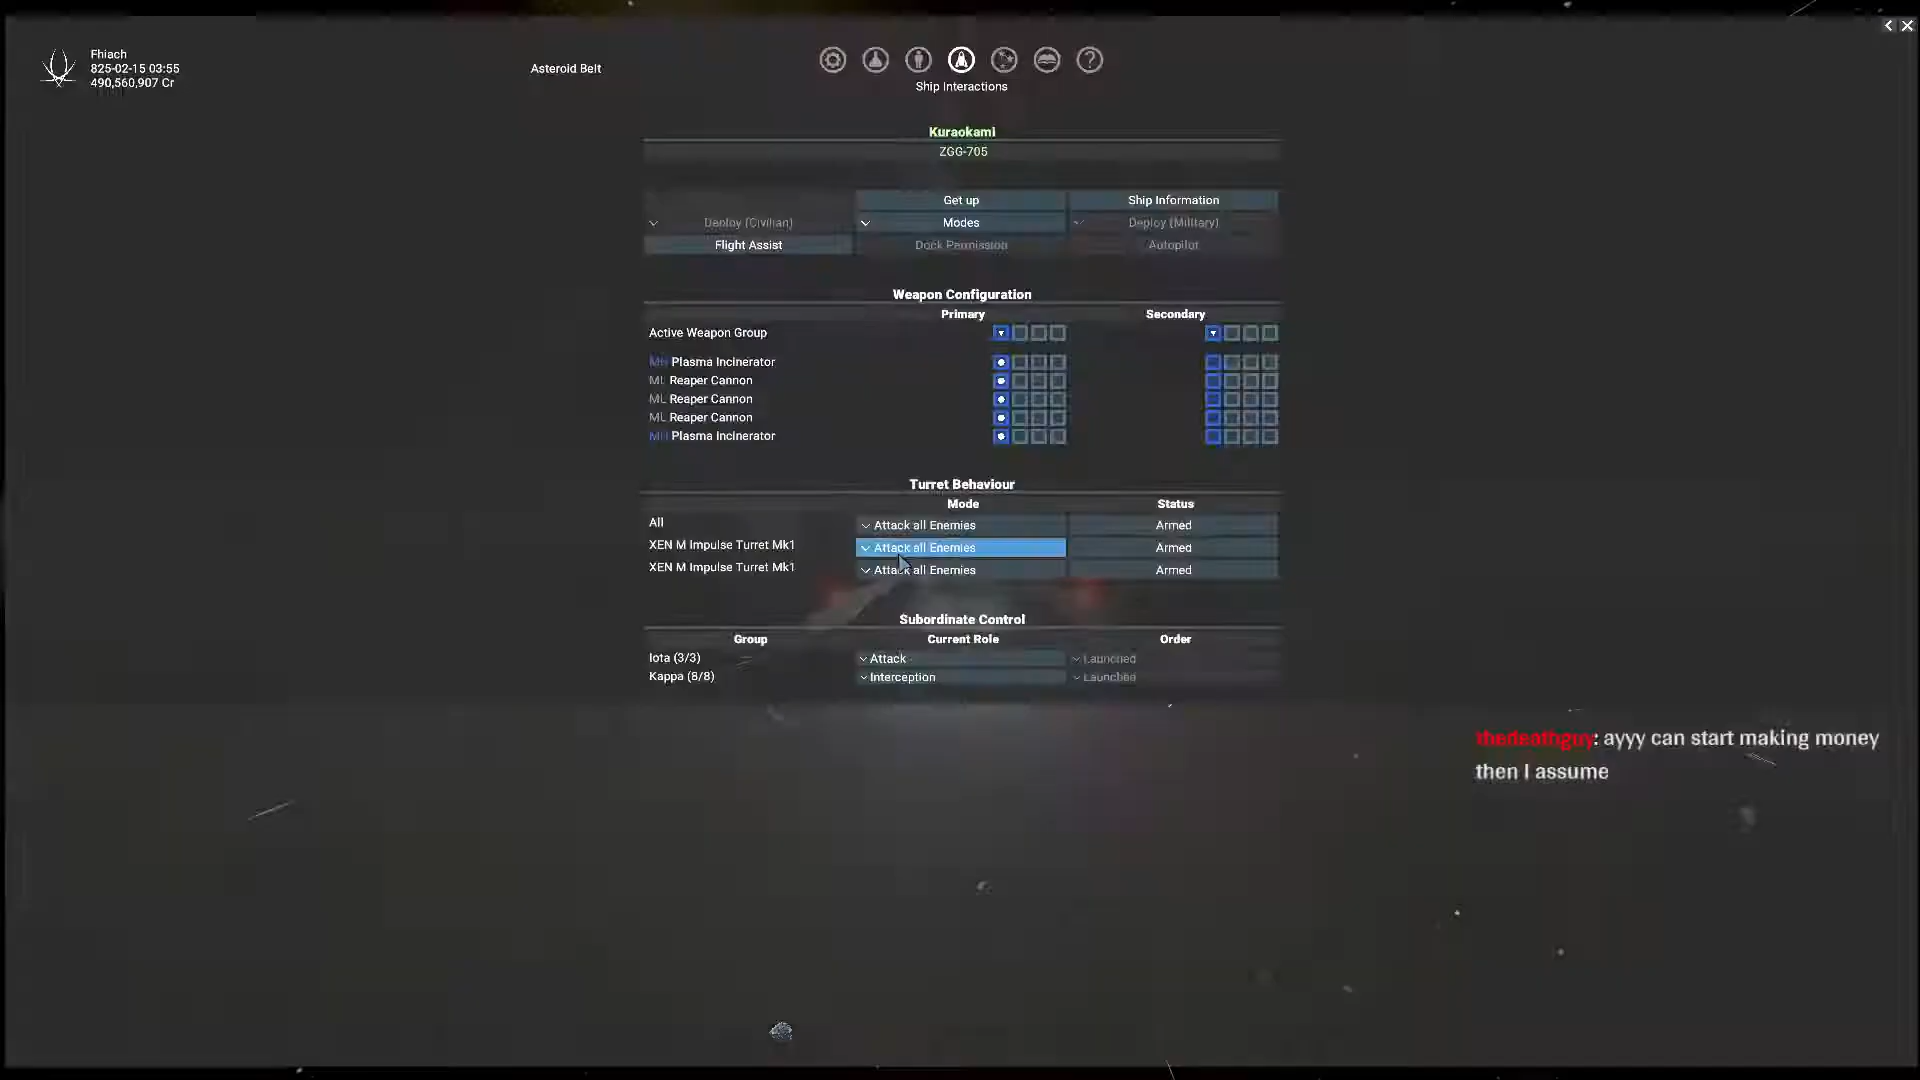 Fhiach
825-02-15 03:55
490,560,907 Cr
Asteroid Belt
Ship Interactions
Kuraokami
ZGG-705
Get up
Ship Information
Deploy (Civilian)
Modes
Deploy (Military)
Flight Assist
Dock Permission
Autopilot
Weapon Configuration
Primary
Secondary
Active Weapon Group
MH Plasma Incinerator
ML Reaper Cannon
ML Reaper Cannon
ML Reaper Cannon
MH Plasma Incinerator
Turret Behaviour
Mode
Status
All
Attack all Enemies
Armed
XEN M Impulse Turret Mk1
Attack all Enemies
Armed
XEN M Impulse Turret Mk1
Attack all Enemies
Armed
Subordinate Control
Group
Current Role
Order
Iota (3/3)
Attack
Launched
Kappa (8/8)
Interception
Launched
thedeathguy: ayyy can start making money
then I assume